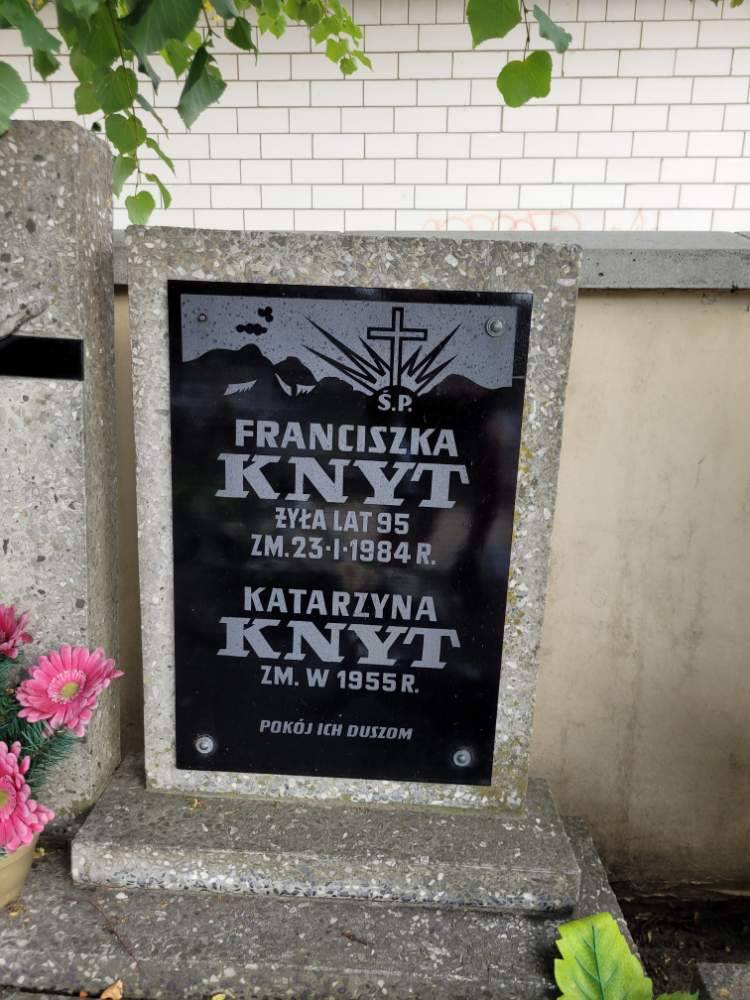 Ś.P.
FRANCISZKA
KNYT
ŻYŁA LAT 95
ZM. 23·I·1984 R.
KATARZYNA
KNYT
ZM. W 1955 R.
POKÓJ ICH DUSZOM